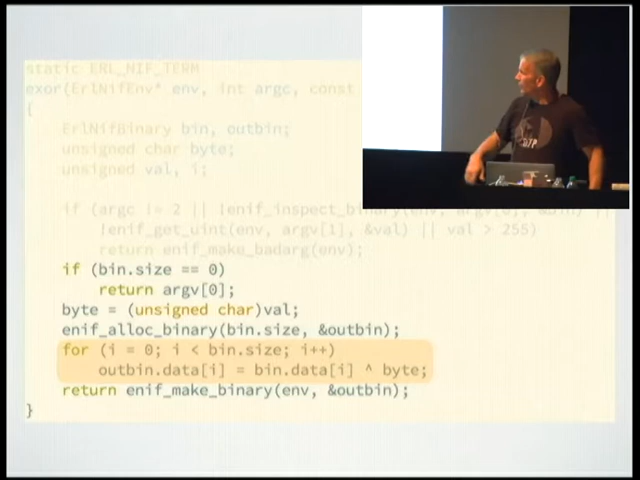 static ERL_NIF_TERM
exor(ErlNifEnv* env, int argc, const
{
ErlNifBinary bin, outbin;
unsigned char byte;
unsigned val, i;
if (argc != 2 || !enif_inspect_binary(env, argv[0], &bin) ||
!enif_get_uint(env, argv[1], &val) || val > 255)
return enif_make_badarg(env);
if (bin.size == 0)
return argv[0];
byte = (unsigned char)val;
enif_alloc_binary(bin.size, &outbin);
for (i = 0; i < bin.size; i++)
outbin.data[i] = bin.data[i] ^ byte;
return enif_make_binary(env, &outbin);
}